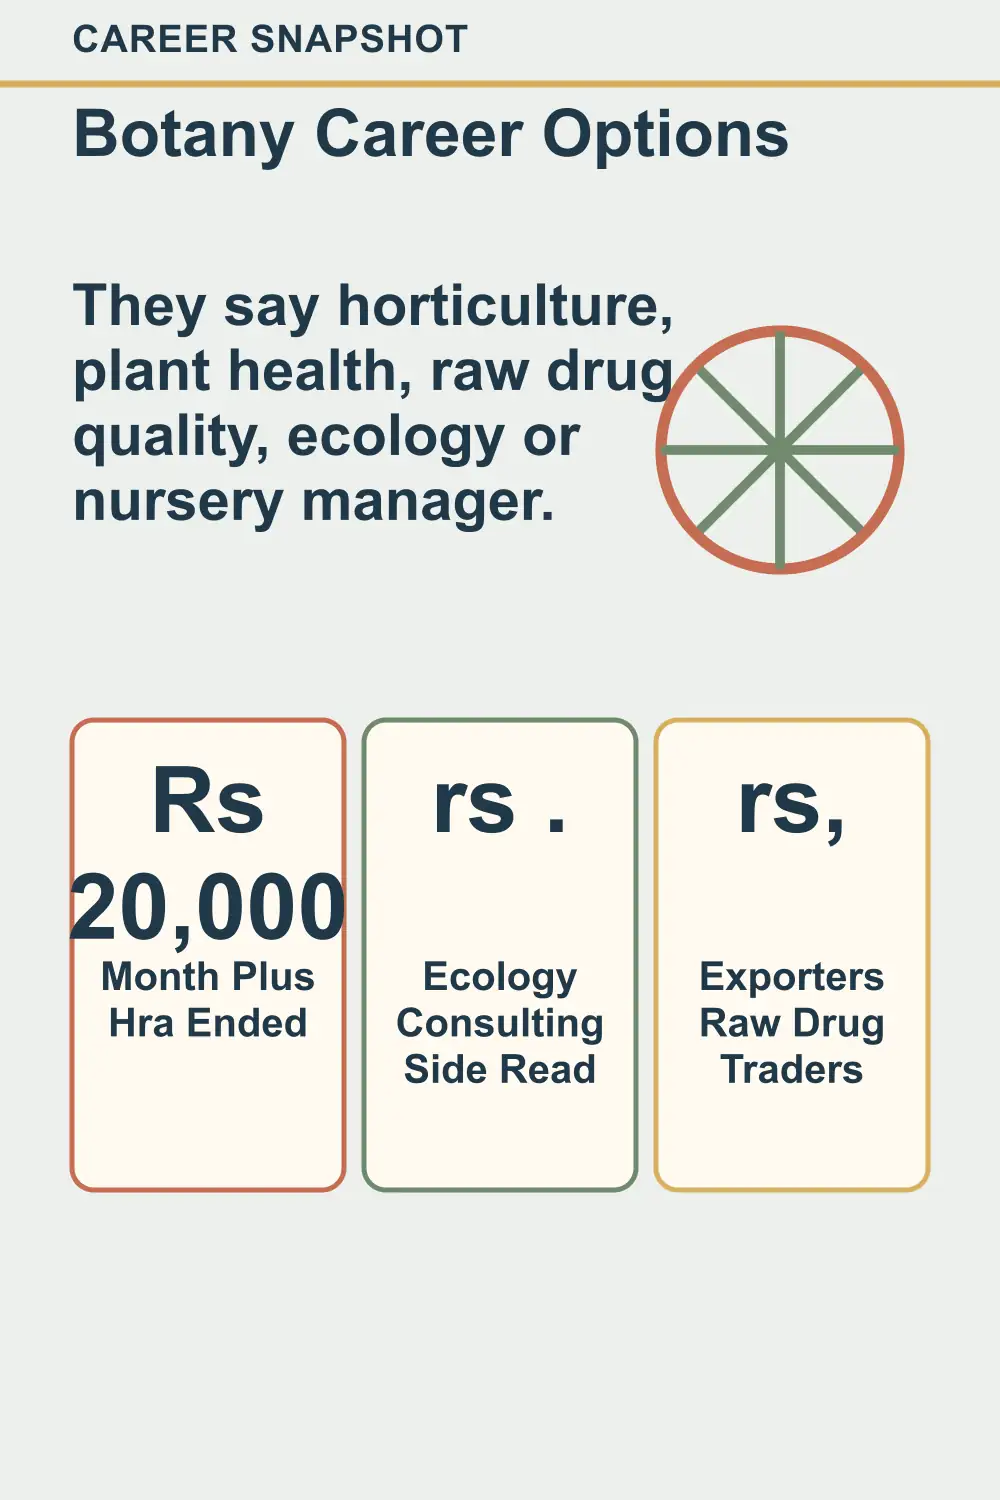 CAREER SNAPSHOT
Botany Career Options
They say horticulture,
plant health, raw drug
quality, ecology or
nursery manager.
Rs
20,000
Month Plus
Hra Ended
rs .
Ecology
Consulting
Side Read
rs,
Exporters
Raw Drug
Traders